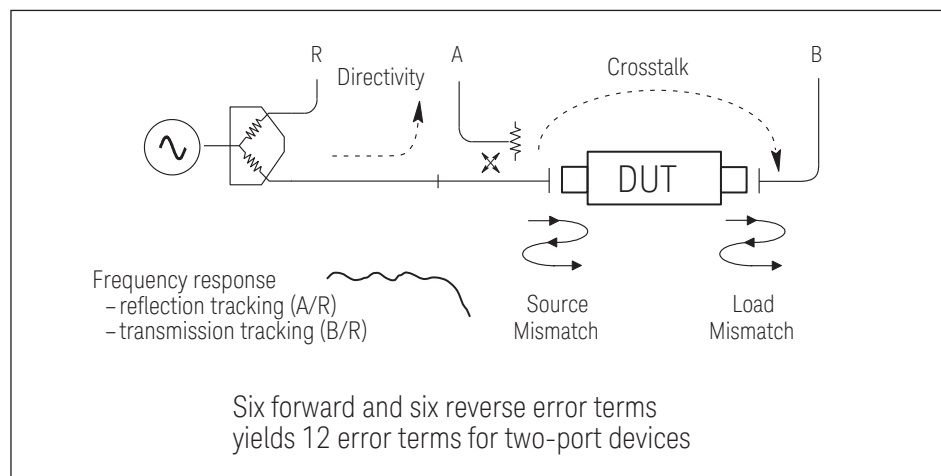 R
A
B
Directivity
Crosstalk
DUT
Frequency response
– reflection tracking (A/R)
– transmission tracking (B/R)
Source
Mismatch
Load
Mismatch
Six forward and six reverse error terms
yields 12 error terms for two-port devices